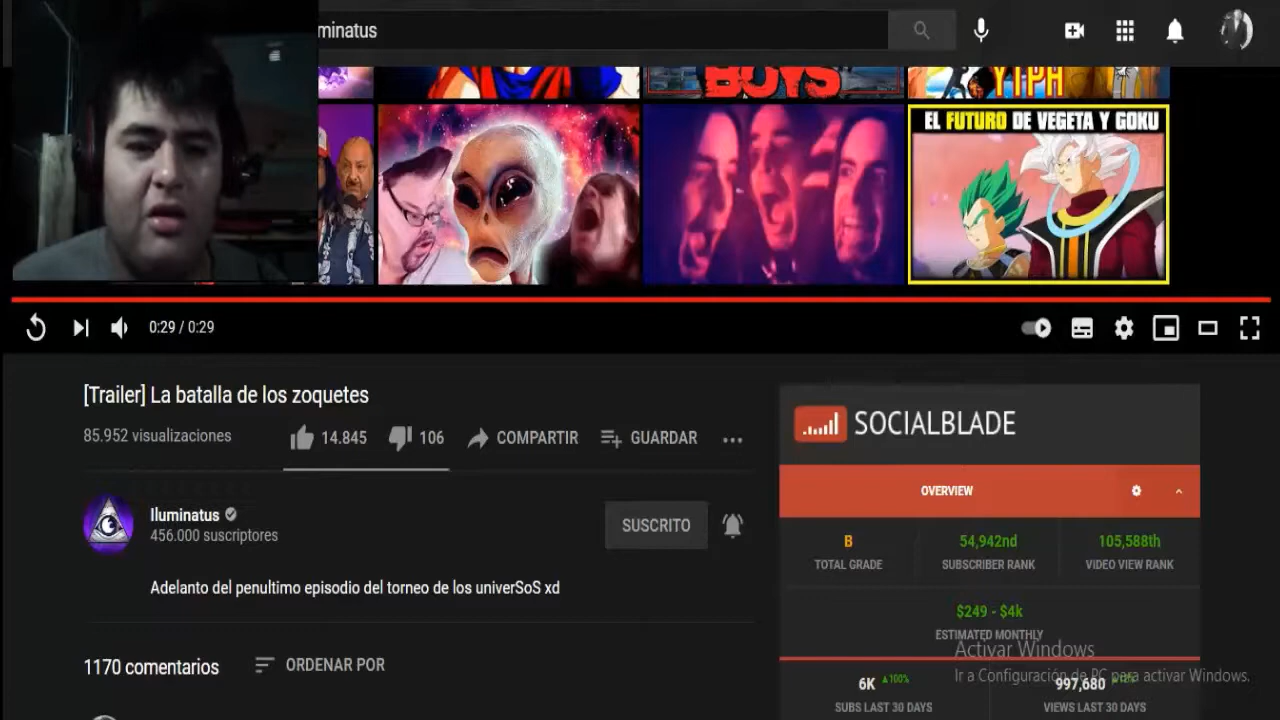 minatus
BOYS
YTPH
EL FUTURO DE VEGETA Y GOKU
0:29 / 0:29
[Trailer] La batalla de los zoquetes
85.952 visualizaciones
14.845
106
COMPARTIR
GUARDAR
Iluminatus
456.000 suscriptores
SUSCRITO
Adelanto del penultimo episodio del torneo de los univerSoS xd
1170 comentarios
ORDENAR POR
SOCIALBLADE
OVERVIEW
B
54,942nd
105,588th
TOTAL GRADE
SUBSCRIBER RANK
VIDEO VIEW RANK
$249 - $4k
ESTIMATED MONTHLY
Activar Windows
Ir a Configuración de PC para activar Windows.
6K ▲100%
997,680
SUBS LAST 30 DAYS
VIEWS LAST 30 DAYS